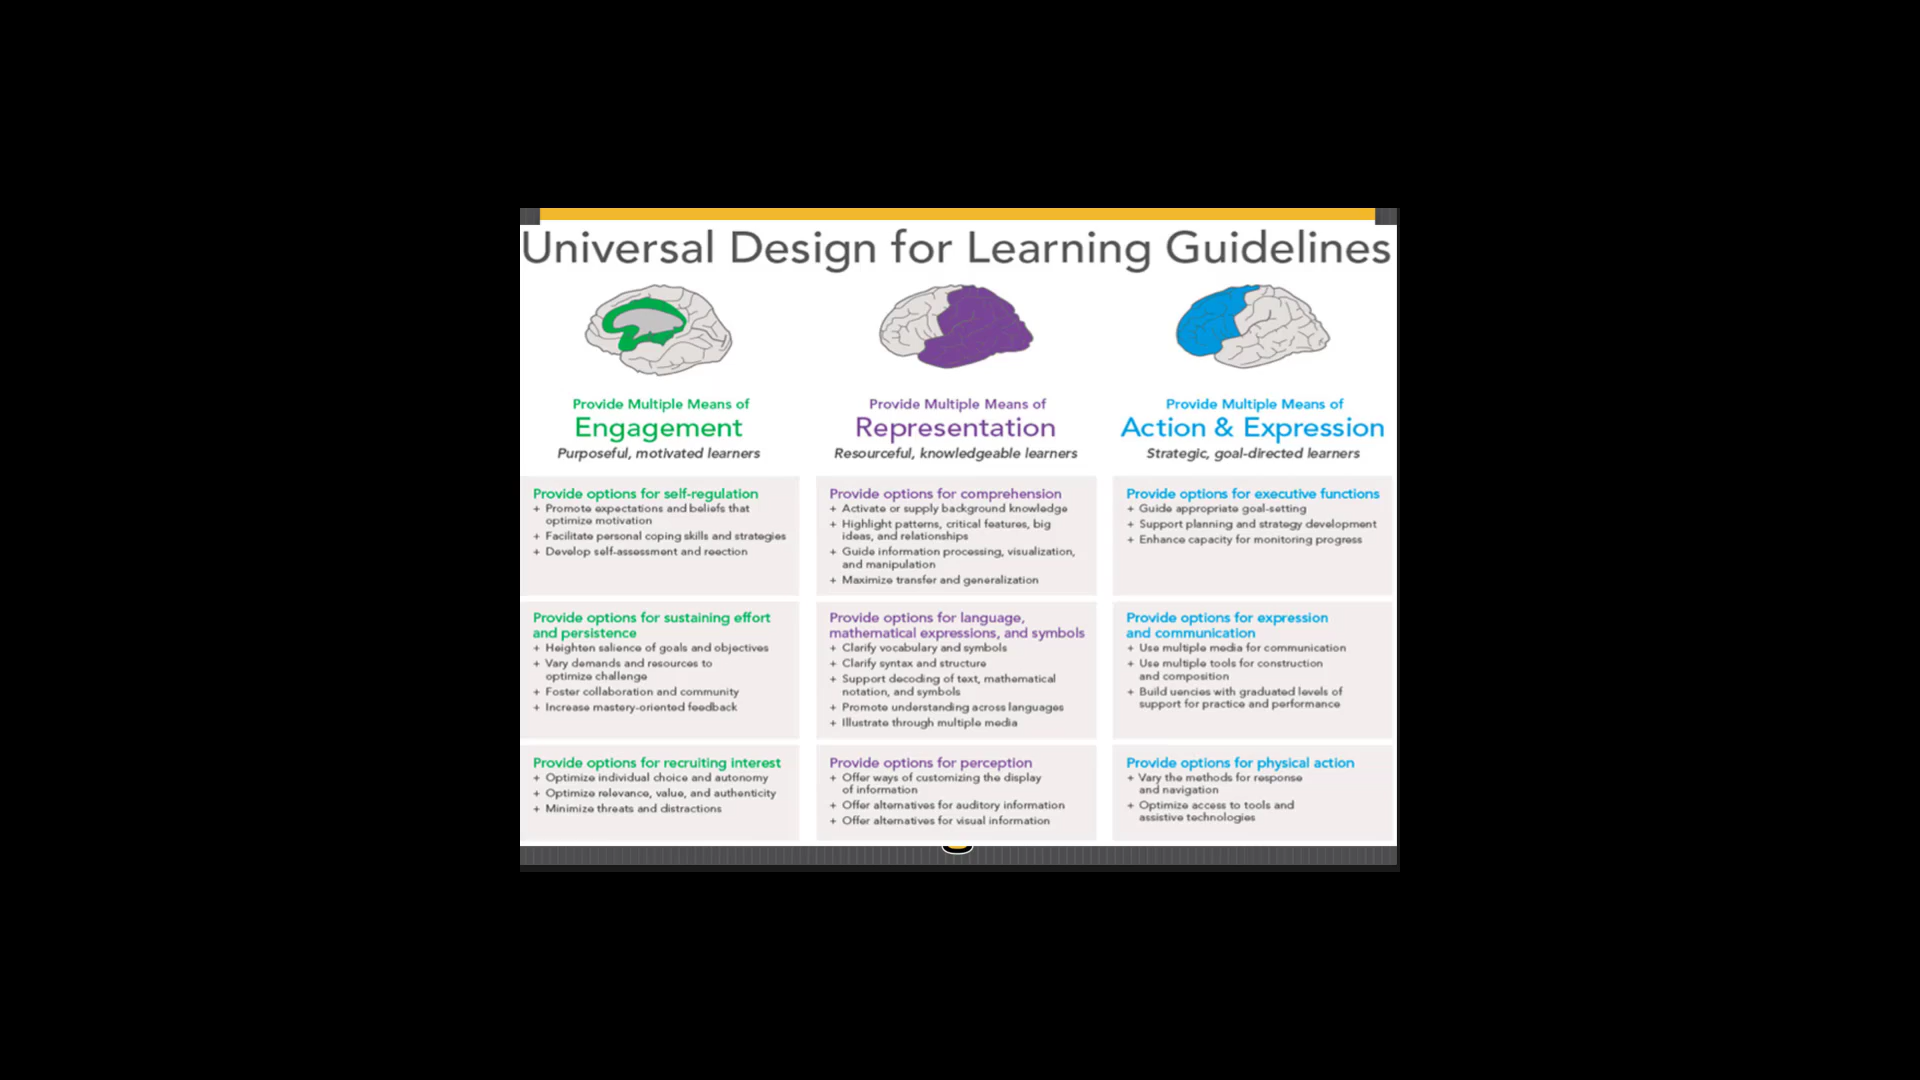 Universal Design for Learning Guidelines
Provide Multiple Means of
Engagement
Purposeful, motivated learners
Provide options for self-regulation
+ Promote expectations and beliefs that
optimize motivation
+ Facilitate personal coping skills and strategies
+ Develop self-assessment and reection
Provide options for sustaining effort
and persistence
+ Heighten salience of goals and objectives
+ Vary demands and resources to
optimize challenge
+ Foster collaboration and community
+ Increase mastery-oriented feedback
Provide options for recruiting interest
+ Optimize individual choice and autonomy
+ Optimize relevance, value, and authenticity
+ Minimize threats and distractions
Provide Multiple Means of
Representation
Resourceful, knowledgeable learners
Provide options for comprehension
+ Activate or supply background knowledge
+ Highlight patterns, critical features, big
ideas, and relationships
+ Guide information processing, visualization,
and manipulation
+ Maximize transfer and generalization
Provide options for language,
mathematical expressions, and symbols
+ Clarify vocabulary and symbols
+ Clarify syntax and structure
+ Support decoding of text, mathematical
notation, and symbols
+ Promote understanding across languages
+ Illustrate through multiple media
Provide options for perception
+ Offer ways of customizing the display
of information
+ Offer alternatives for auditory information
+ Offer alternatives for visual information
Provide Multiple Means of
Action & Expression
Strategic, goal-directed learners
Provide options for executive functions
+ Guide appropriate goal-setting
+ Support planning and strategy development
+ Enhance capacity for monitoring progress
Provide options for expression
and communication
+ Use multiple media for communication
+ Use multiple tools for construction
and composition
+ Build uencies with graduated levels of
support for practice and performance
Provide options for physical action
+ Vary the methods for response
and navigation
+ Optimize access to tools and
assistive technologies